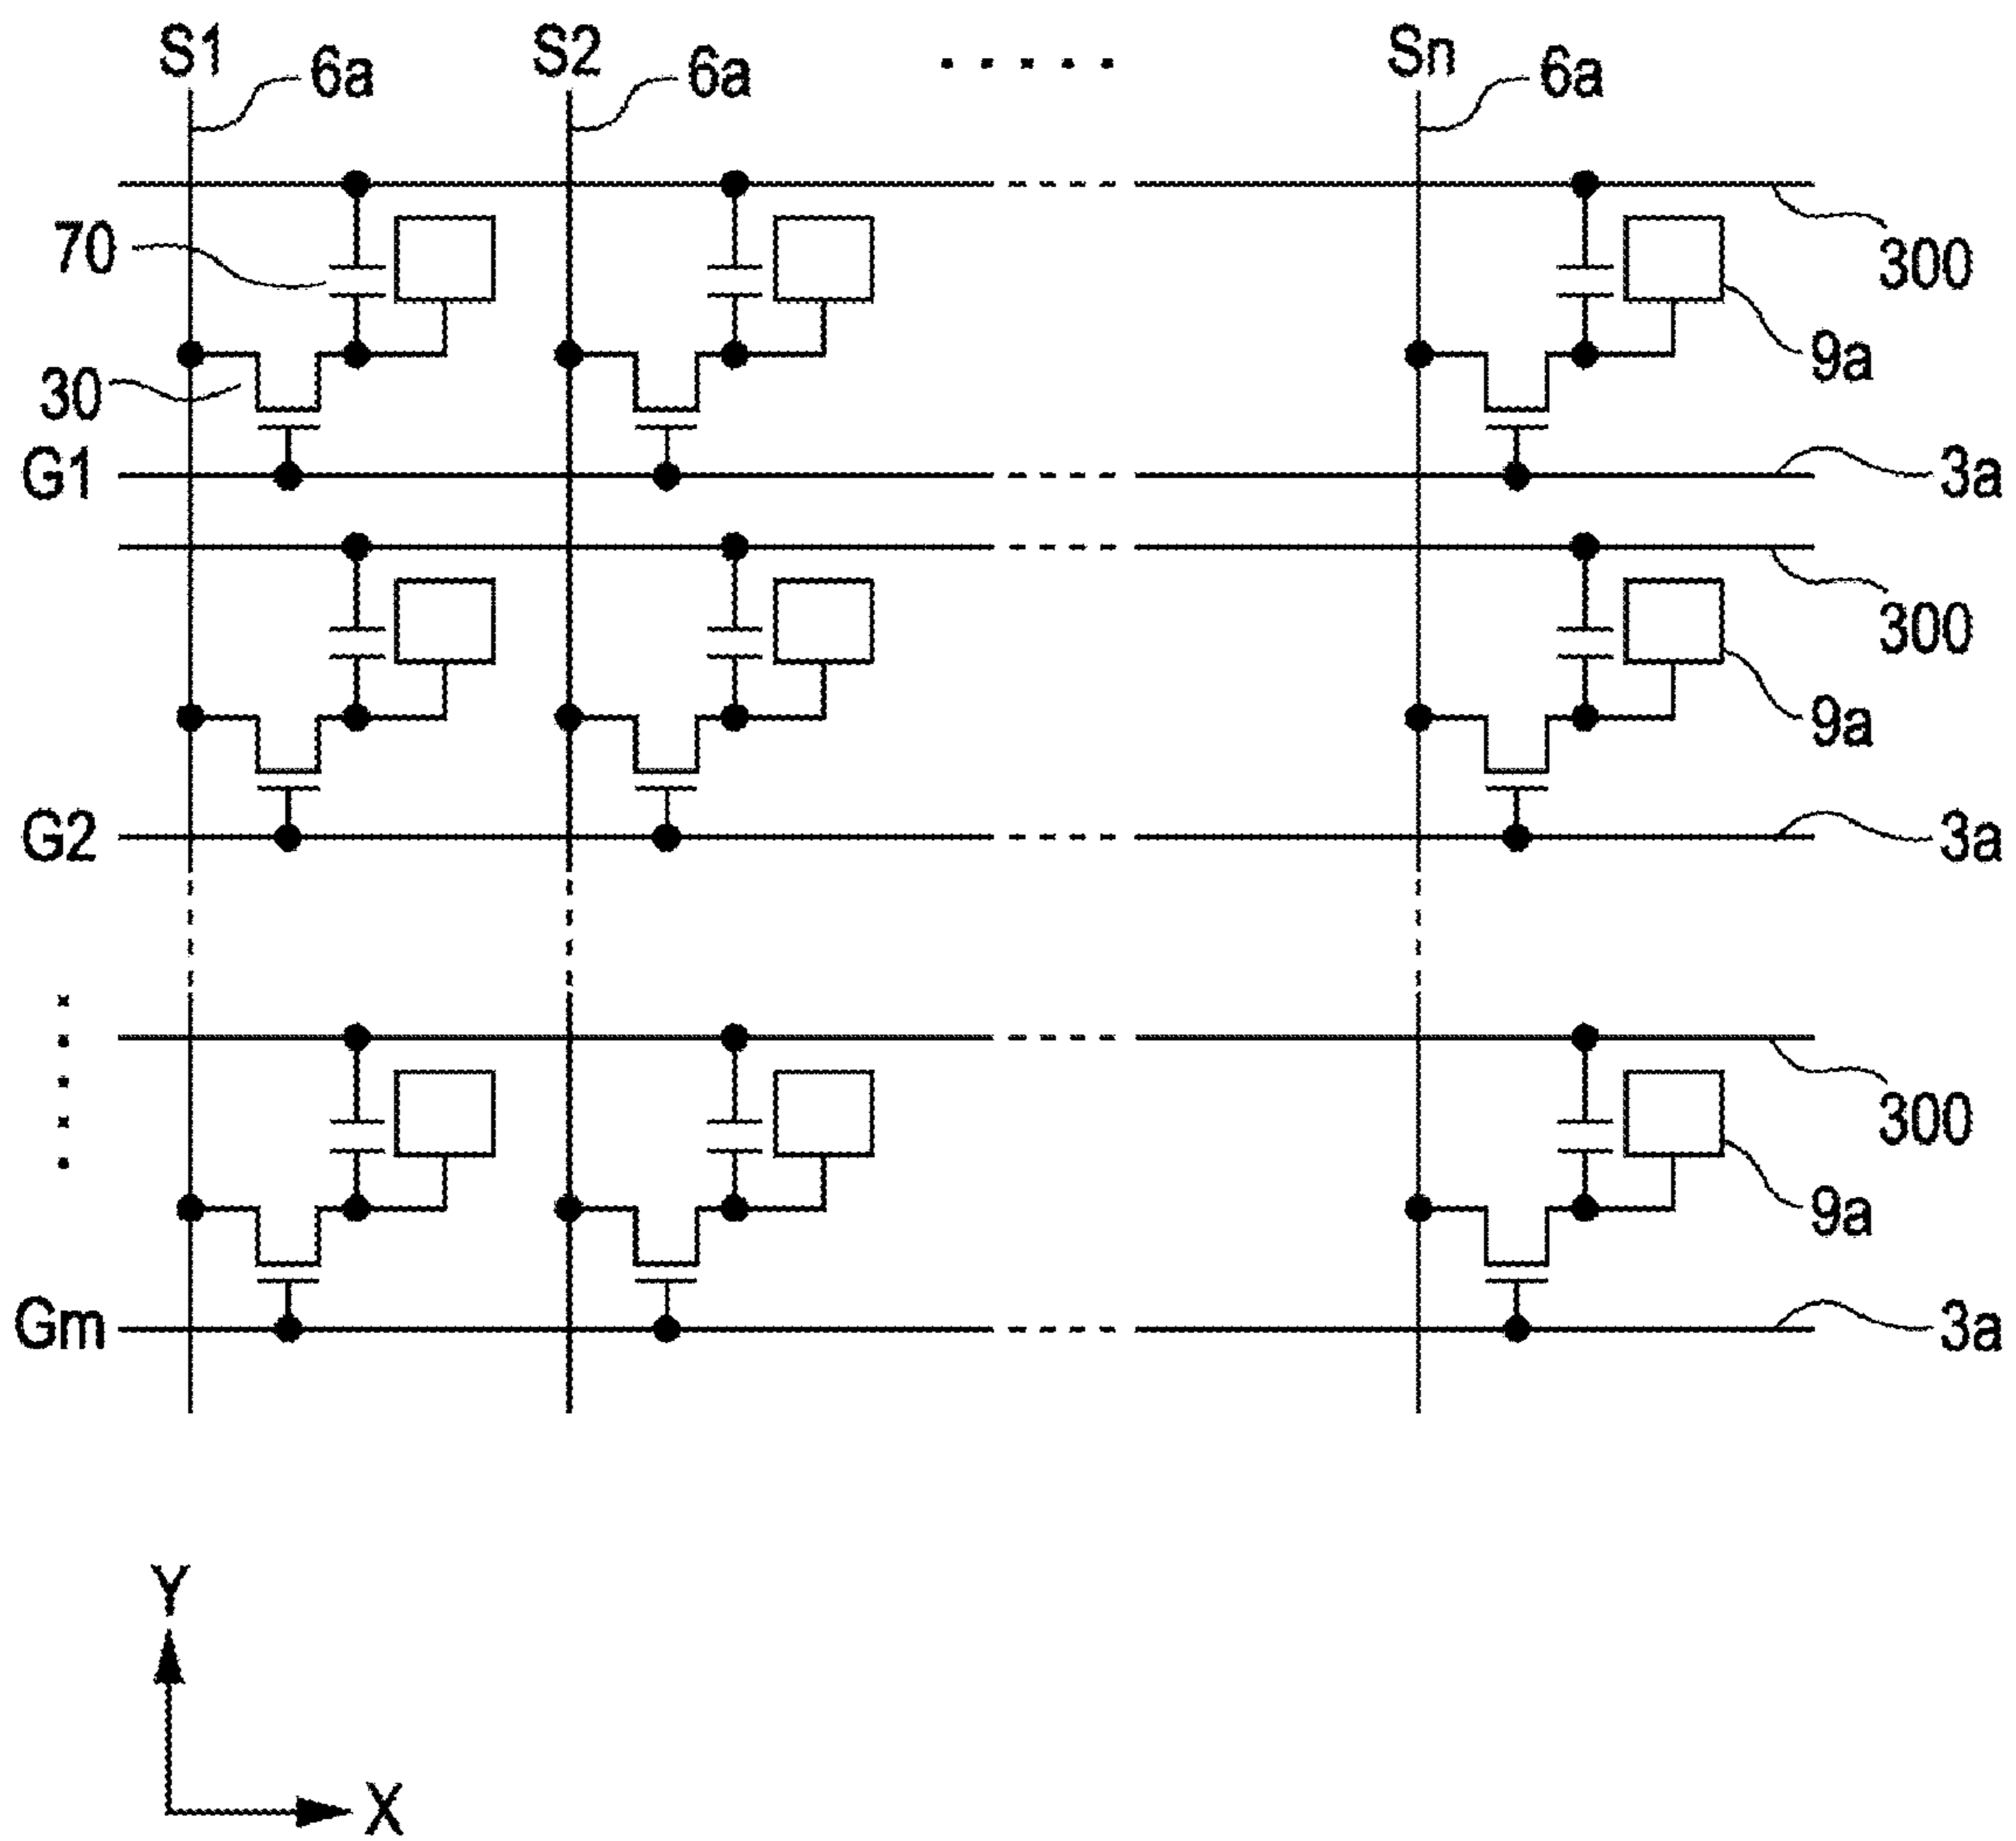 S1 6a S2 6a ..... Sn 6a
70 300
30 9a
G1 3a
300
9a
G2 3a
300
9a
Gm 3a
Y
X